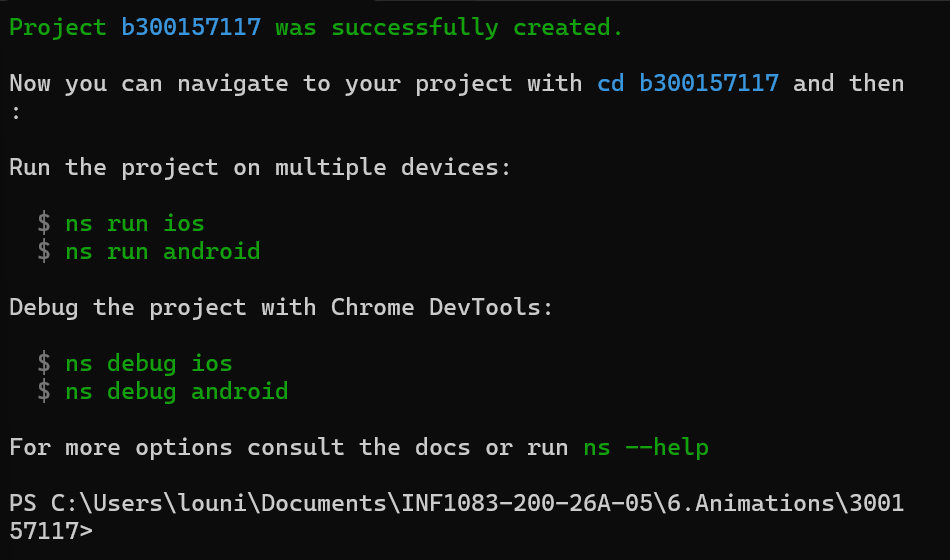 Project b300157117 was successfully created.
Now you can navigate to your project with cd b300157117 and then
:
Run the project on multiple devices:
$ ns run ios
$ ns run android
Debug the project with Chrome DevTools:
$ ns debug ios
$ ns debug android
For more options consult the docs or run ns --help
PS C:\Users\louni\Documents\INF1083-200-26A-05\6.Animations\3001
57117>